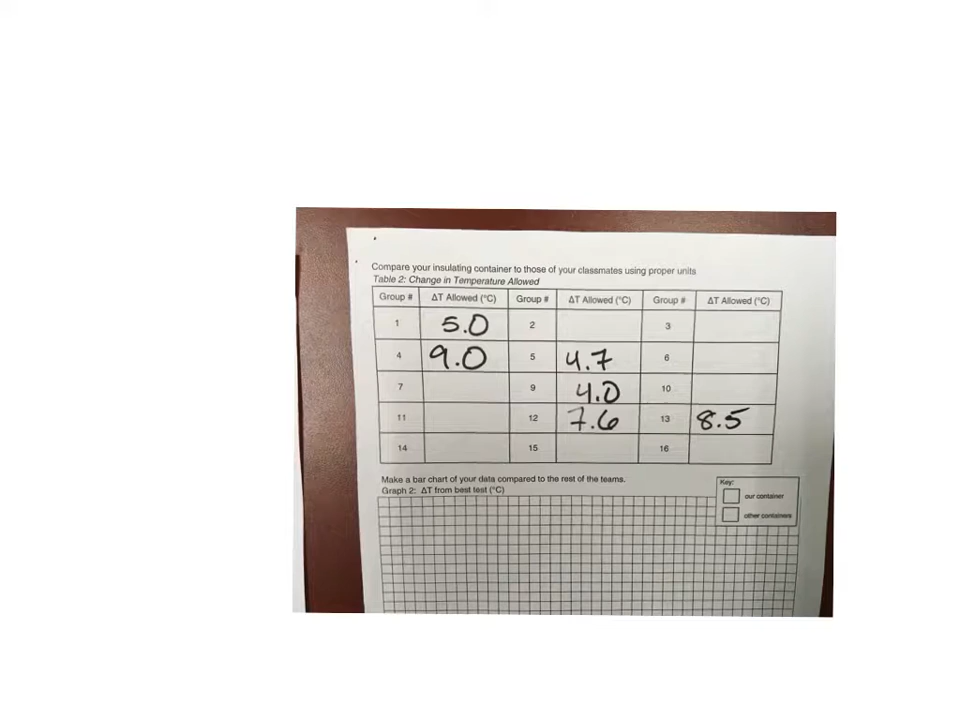 Compare your insulating container to those of your classmates using proper units
Table 2: Change in Temperature Allowed
Group # ΔT Allowed (°C) Group # ΔT Allowed (°C) Group # ΔT Allowed (°C)
1 5.0 2 3
4 9.0 5 4.7 6
7 9 4.0 10
11 12 7.6 13 8.5
14 15 16
Make a bar chart of your data compared to the rest of the teams.
Graph 2: ΔT from best test (°C)
Key:
our container
other containers